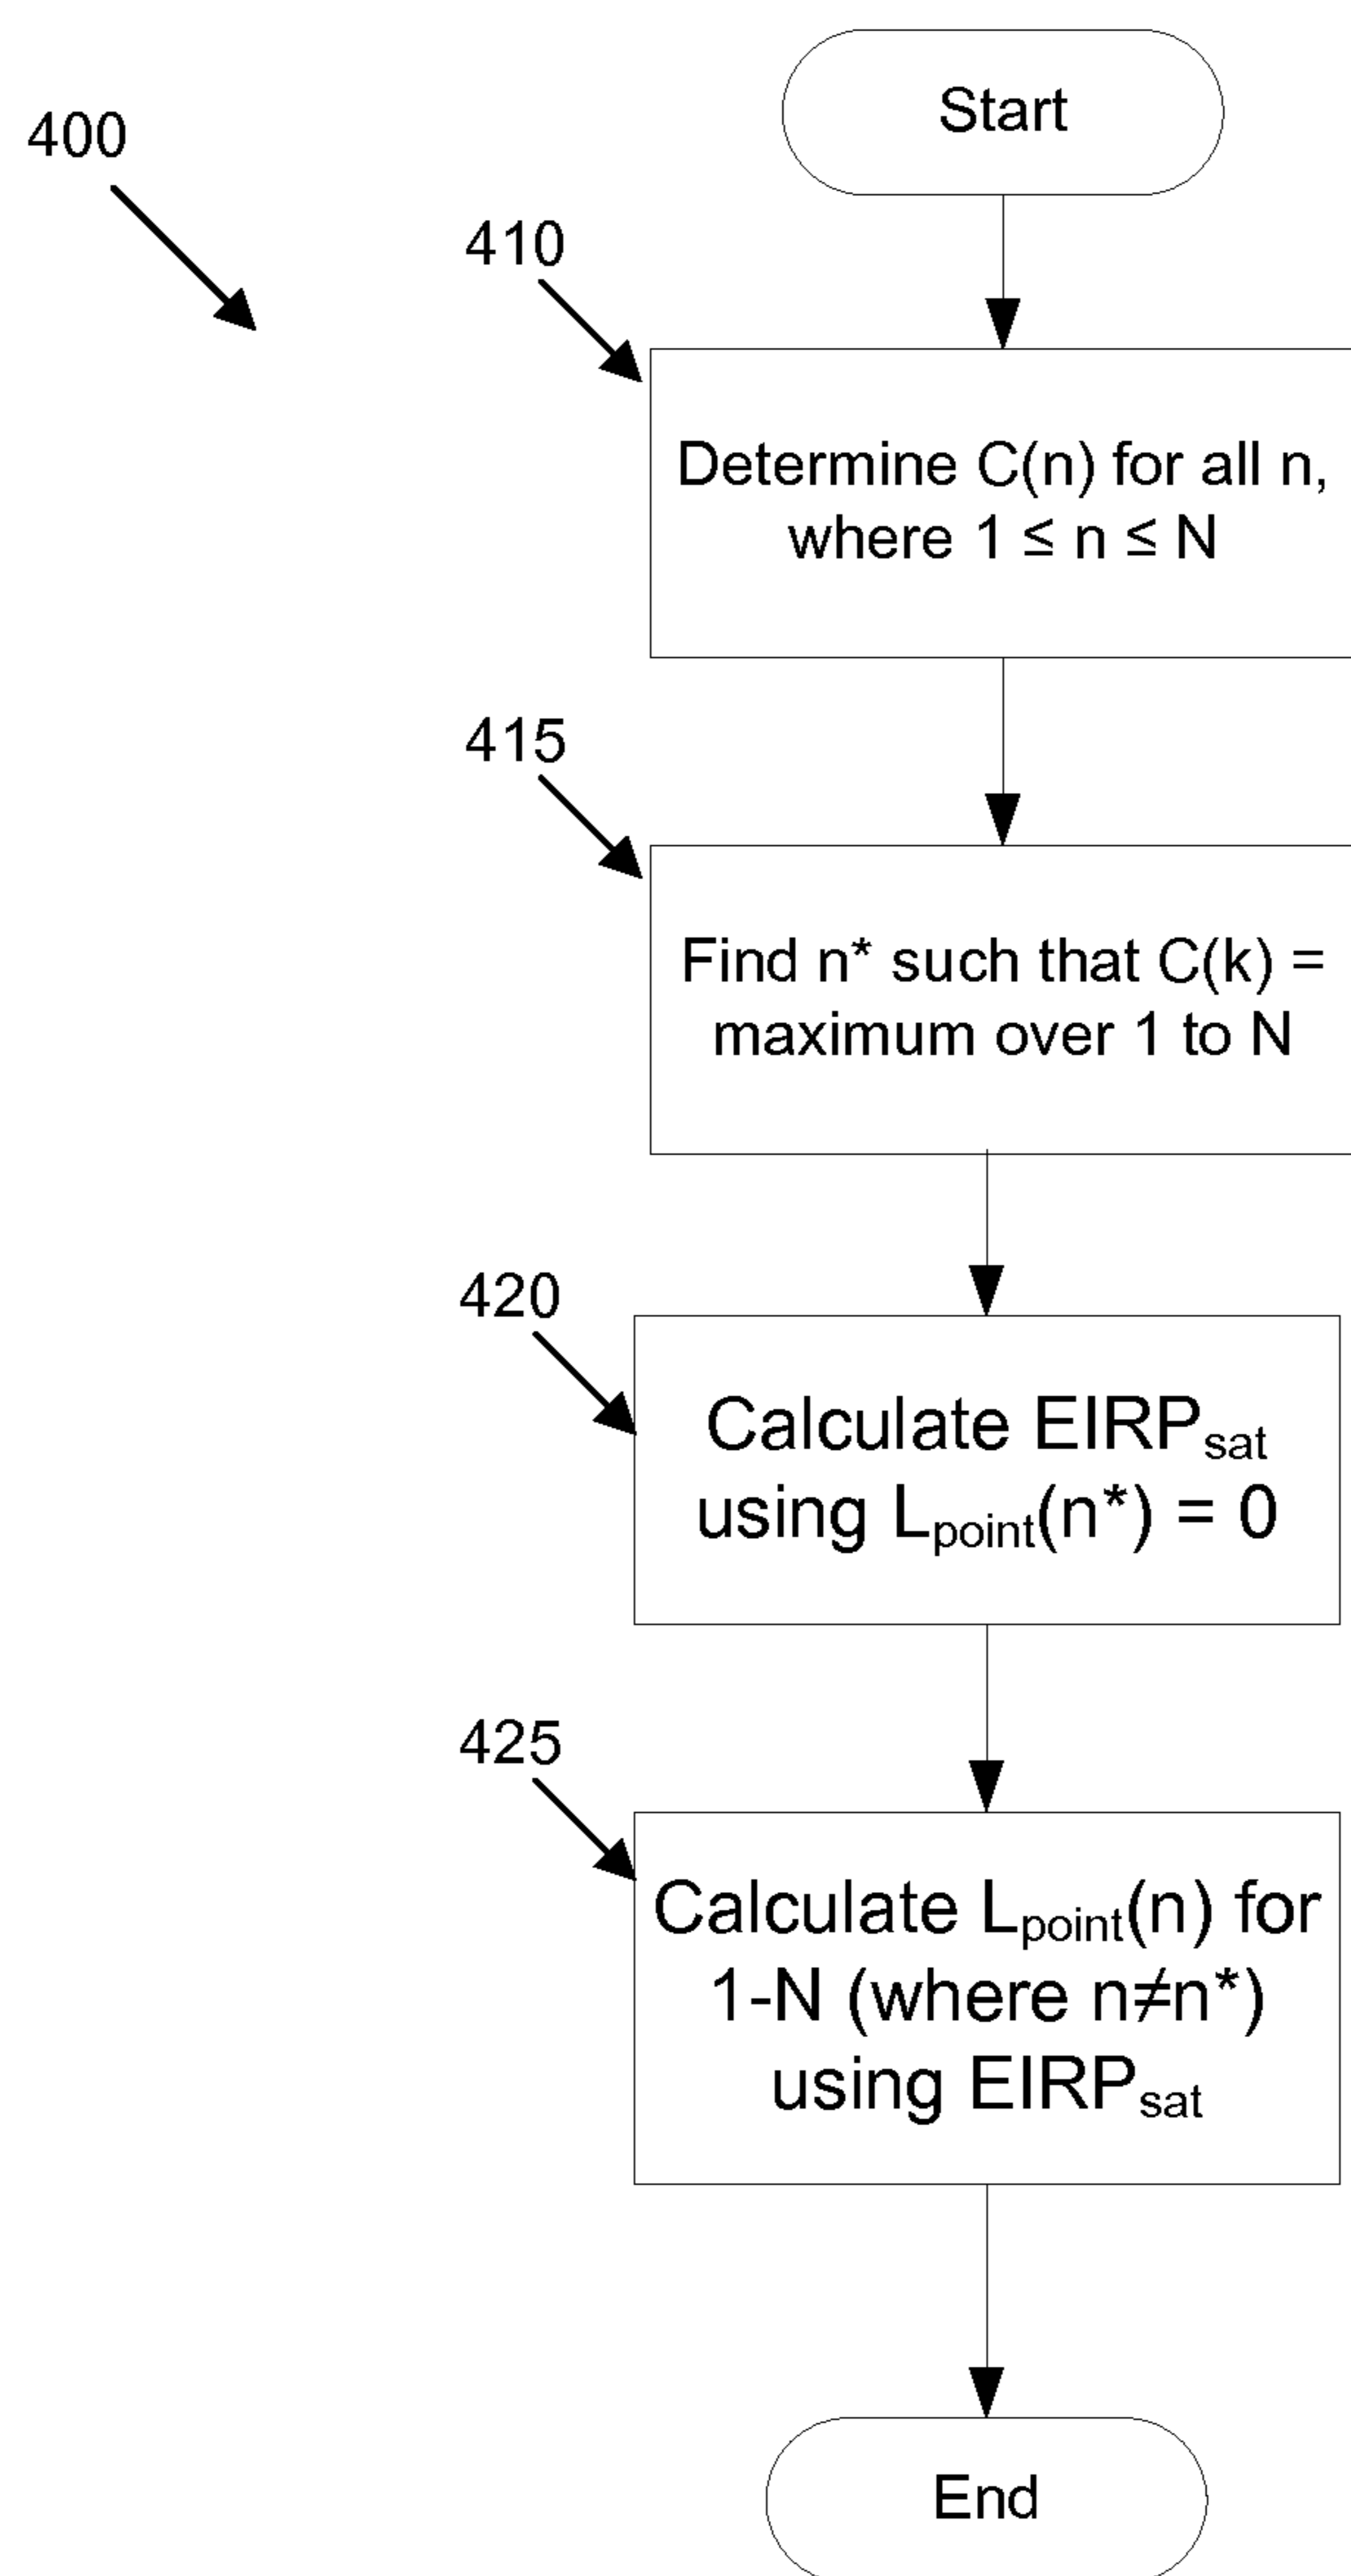 Start
400
410
Determine C(n) for all n,
where 1 ≤ n ≤ N
415
Find n* such that C(k) =
maximum over 1 to N
420
Calculate EIRPsat
using Lpoint(n*) = 0
425
Calculate Lpoint(n) for
1-N (where n≠n*)
using EIRPsat
End